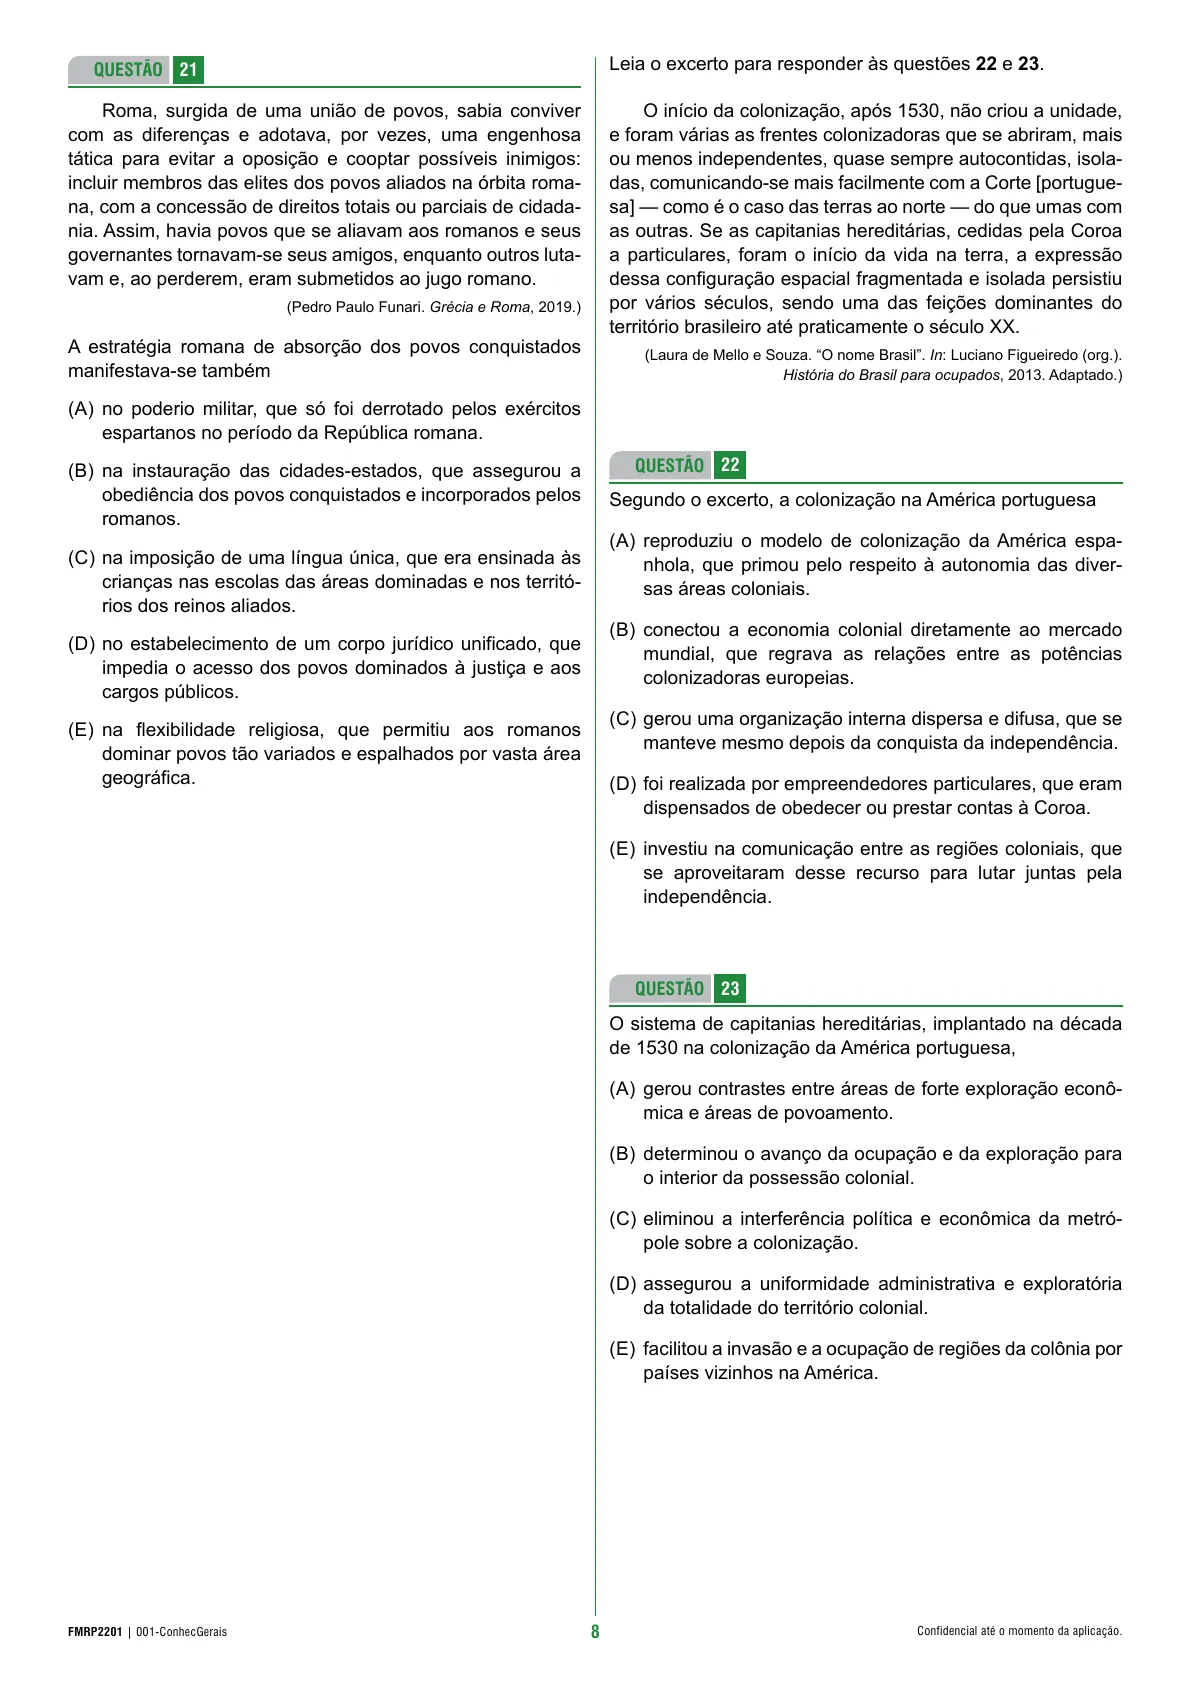 QUESTÃO 21
Roma, surgida de uma união de povos, sabia conviver
com as diferenças e adotava, por vezes, uma engenhosa
tática para evitar a oposição e cooptar possíveis inimigos:
incluir membros das elites dos povos aliados na órbita roma-
na, com a concessão de direitos totais ou parciais de cidada-
nia. Assim, havia povos que se aliavam aos romanos e seus
governantes tornavam-se seus amigos, enquanto outros luta-
vam e, ao perderem, eram submetidos ao jugo romano.
(Pedro Paulo Funari. Grécia e Roma, 2019.)
A estratégia romana de absorção dos povos conquistados
manifestava-se também
(A) no poderio militar, que só foi derrotado pelos exércitos
espartanos no período da República romana.
(B) na instauração das cidades-estados, que assegurou a
obediência dos povos conquistados e incorporados pelos
romanos.
(C) na imposição de uma língua única, que era ensinada às
crianças nas escolas das áreas dominadas e nos territó-
rios dos reinos aliados.
(D) no estabelecimento de um corpo jurídico unificado, que
impedia o acesso dos povos dominados à justiça e aos
cargos públicos.
(E) na flexibilidade religiosa, que permitiu aos romanos
dominar povos tão variados e espalhados por vasta área
geográfica.
Leia o excerto para responder às questões 22 e 23.
O início da colonização, após 1530, não criou a unidade,
e foram várias as frentes colonizadoras que se abriram, mais
ou menos independentes, quase sempre autocontidas, isola-
das, comunicando-se mais facilmente com a Corte [portugue-
sa] — como é o caso das terras ao norte — do que umas com
as outras. Se as capitanias hereditárias, cedidas pela Coroa
a particulares, foram o início da vida na terra, a expressão
dessa configuração espacial fragmentada e isolada persistiu
por vários séculos, sendo uma das feições dominantes do
território brasileiro até praticamente o século XX.
(Laura de Mello e Souza. “O nome Brasil”. In: Luciano Figueiredo (org.).
História do Brasil para ocupados, 2013. Adaptado.)
QUESTÃO 22
Segundo o excerto, a colonização na América portuguesa
(A) reproduziu o modelo de colonização da América espa-
nhola, que primou pelo respeito à autonomia das diver-
sas áreas coloniais.
(B) conectou a economia colonial diretamente ao mercado
mundial, que regrava as relações entre as potências
colonizadoras europeias.
(C) gerou uma organização interna dispersa e difusa, que se
manteve mesmo depois da conquista da independência.
(D) foi realizada por empreendedores particulares, que eram
dispensados de obedecer ou prestar contas à Coroa.
(E) investiu na comunicação entre as regiões coloniais, que
se aproveitaram desse recurso para lutar juntas pela
independência.
QUESTÃO 23
O sistema de capitanias hereditárias, implantado na década
de 1530 na colonização da América portuguesa,
(A) gerou contrastes entre áreas de forte exploração econô-
mica e áreas de povoamento.
(B) determinou o avanço da ocupação e da exploração para
o interior da possessão colonial.
(C) eliminou a interferência política e econômica da metró-
pole sobre a colonização.
(D) assegurou a uniformidade administrativa e exploratória
da totalidade do território colonial.
(E) facilitou a invasão e a ocupação de regiões da colônia por
países vizinhos na América.
FMRP2201 | 001-ConhecGerais
8
Confidencial até o momento da aplicação.